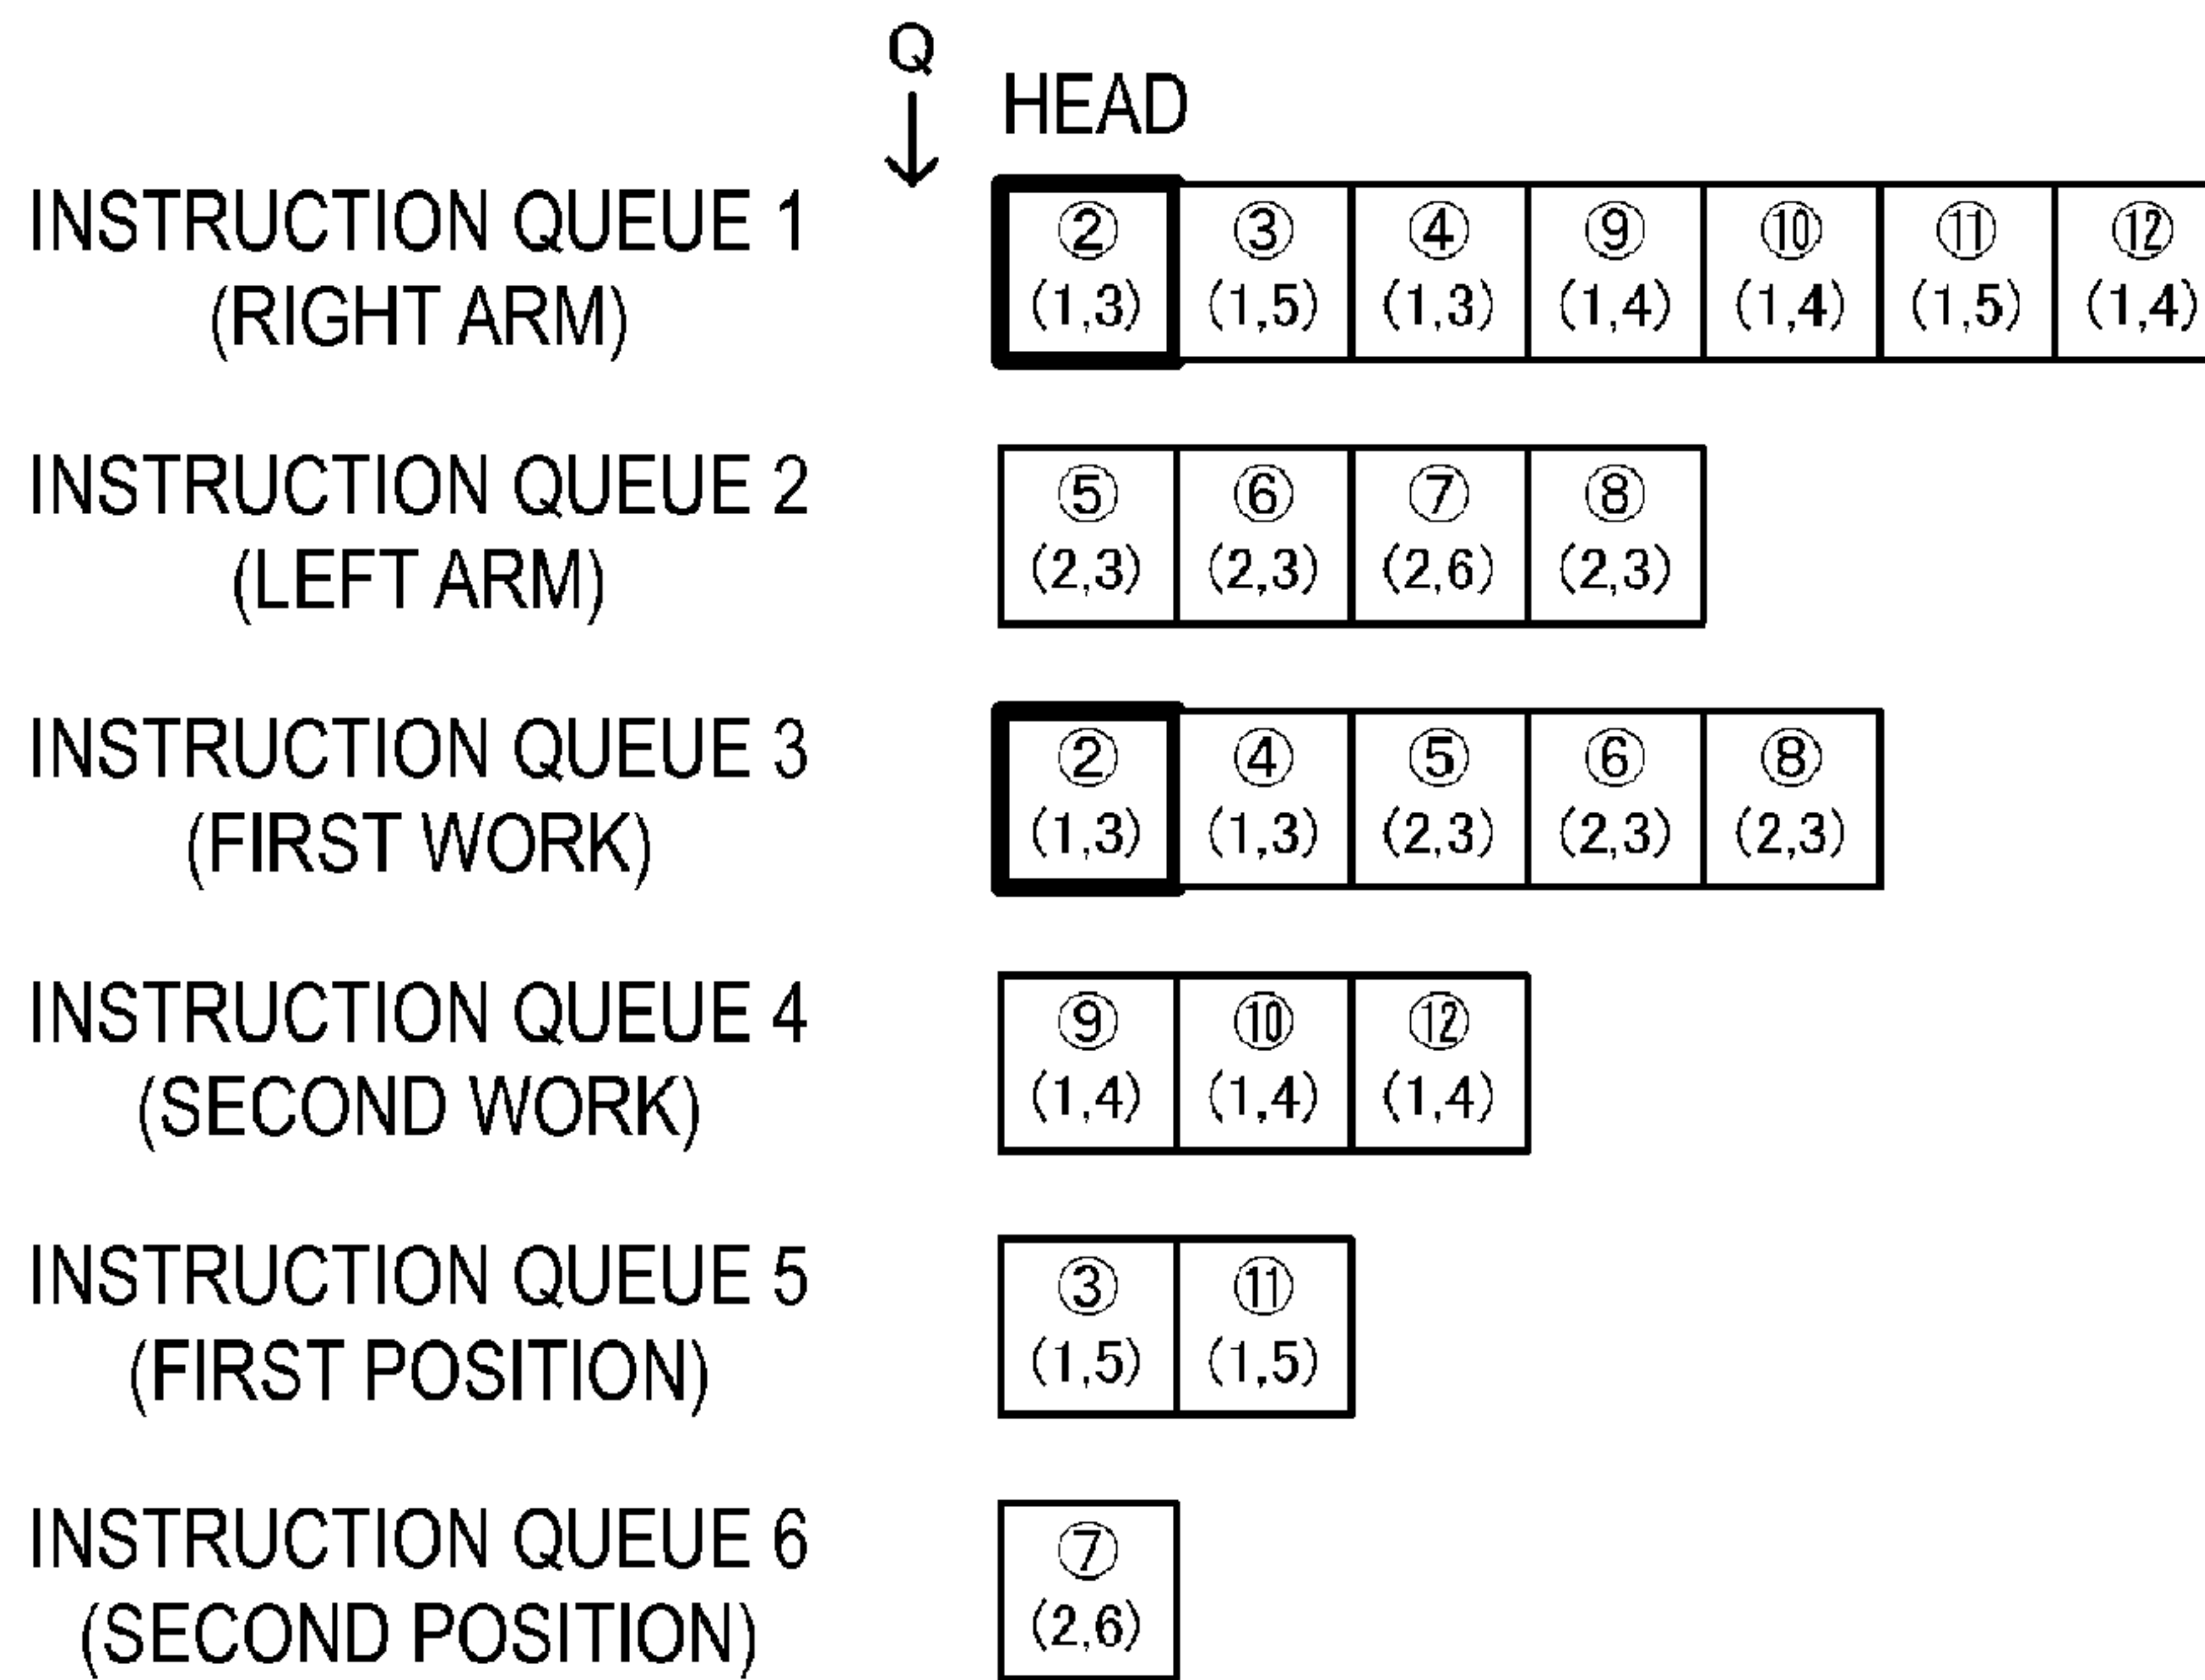 Q
HEAD
INSTRUCTION QUEUE 1
(RIGHT ARM)
② ③ ④ ⑨ ⑩ ⑪ ⑫
(1,3) (1,5) (1,3) (1,4) (1,4) (1,5) (1,4)
INSTRUCTION QUEUE 2
(LEFT ARM)
⑤ ⑥ ⑦ ⑧
(2,3) (2,3) (2,6) (2,3)
INSTRUCTION QUEUE 3
(FIRST WORK)
② ④ ⑤ ⑥ ⑧
(1,3) (1,3) (2,3) (2,3) (2,3)
INSTRUCTION QUEUE 4
(SECOND WORK)
⑨ ⑩ ⑫
(1,4) (1,4) (1,4)
INSTRUCTION QUEUE 5
(FIRST POSITION)
③ ⑪
(1,5) (1,5)
INSTRUCTION QUEUE 6
(SECOND POSITION)
⑦
(2,6)